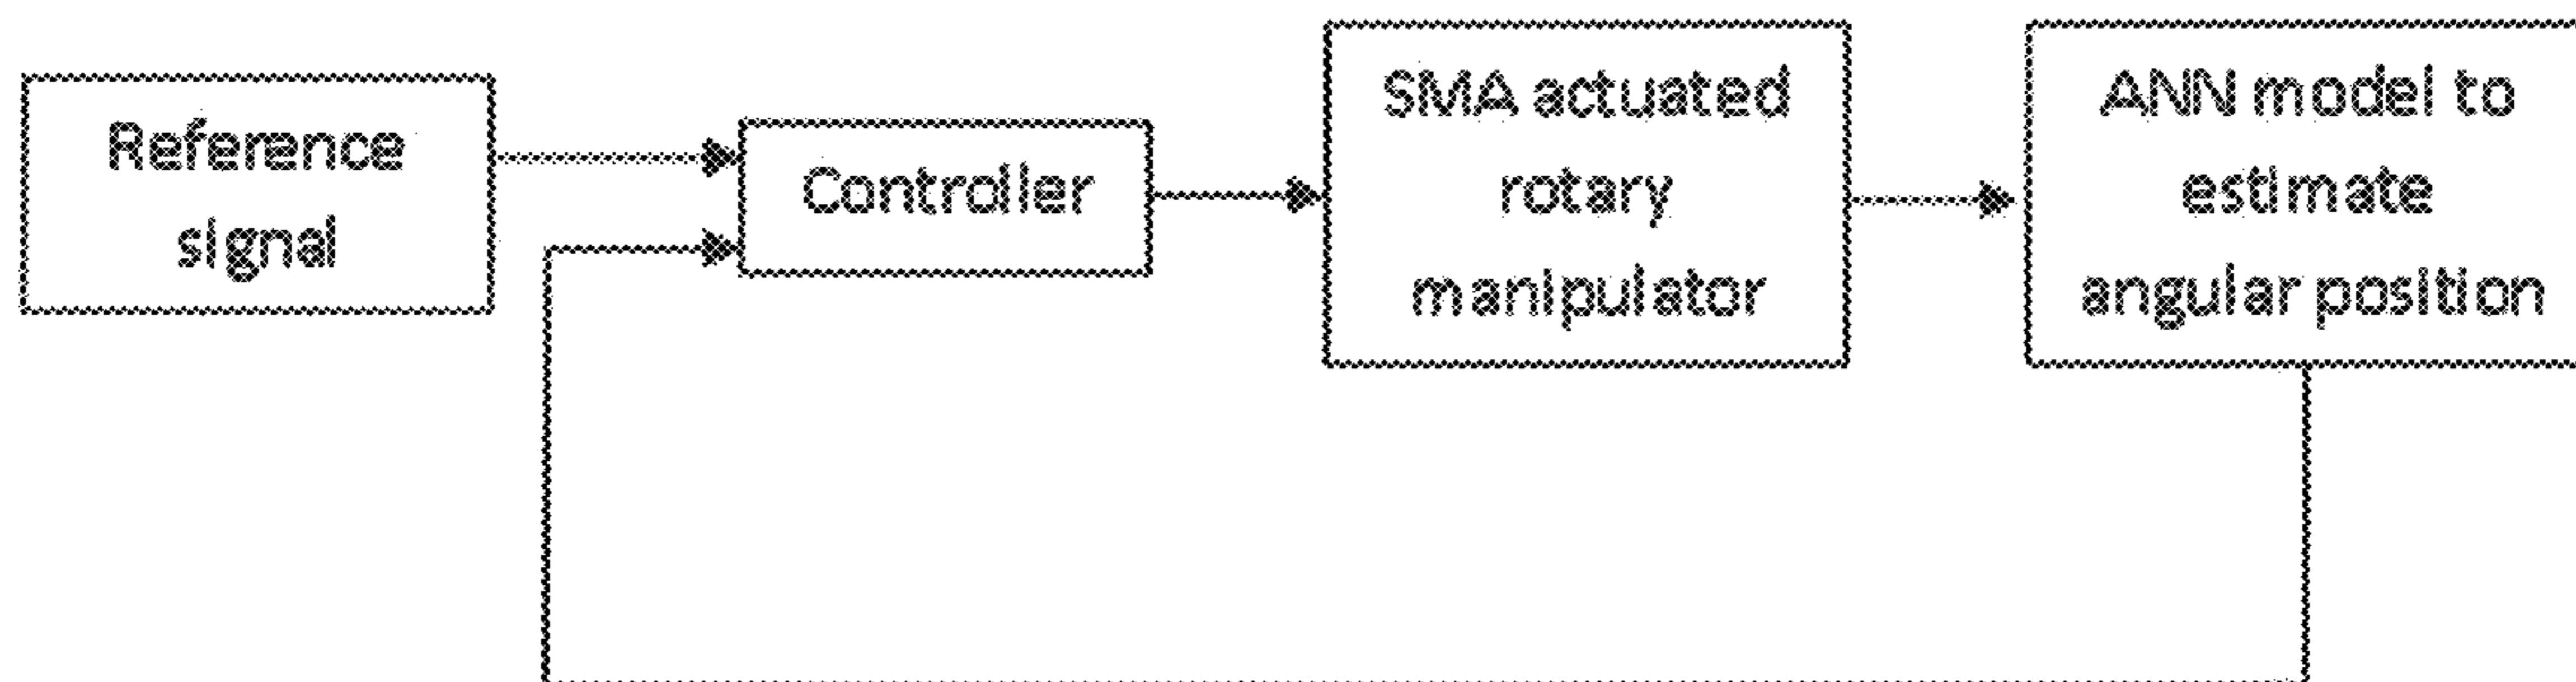 Reference
signal
Controller
SMA actuated
rotary
manipulator
ANN model to
estimate
angular position